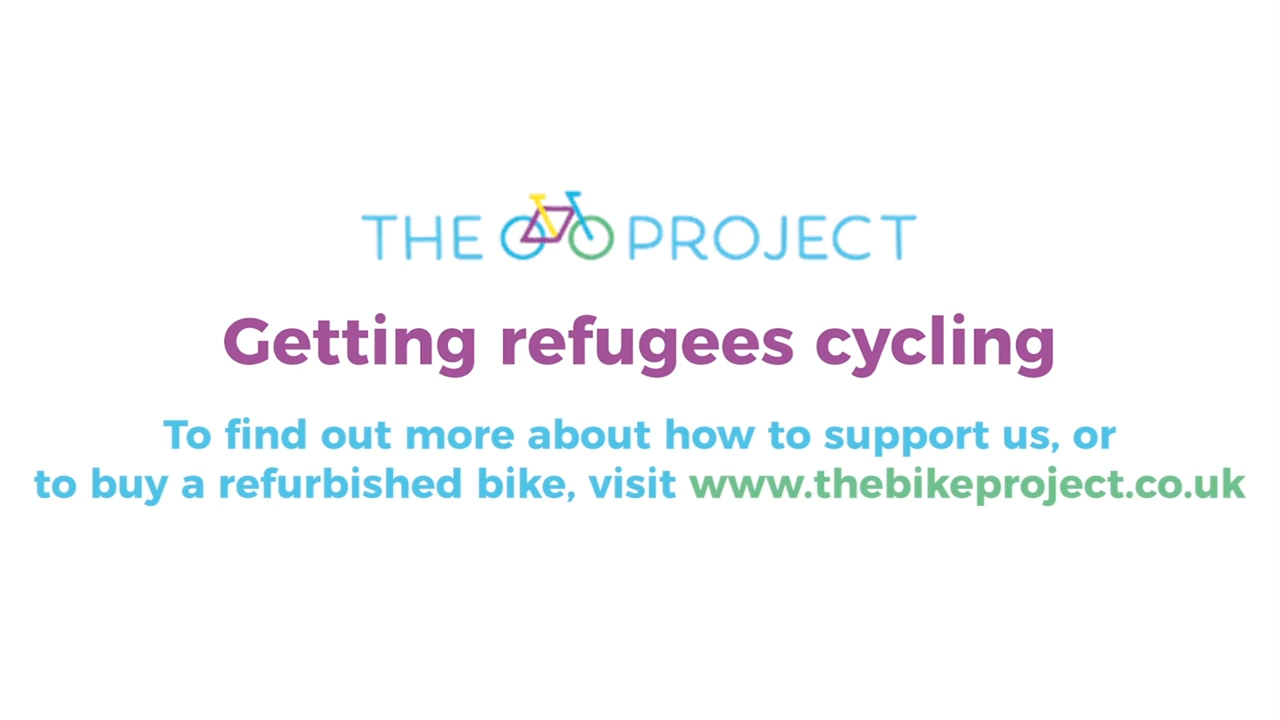 THE PROJECT
Getting refugees cycling
To find out more about how to support us, or
to buy a refurbished bike, visit www.thebikeproject.co.uk